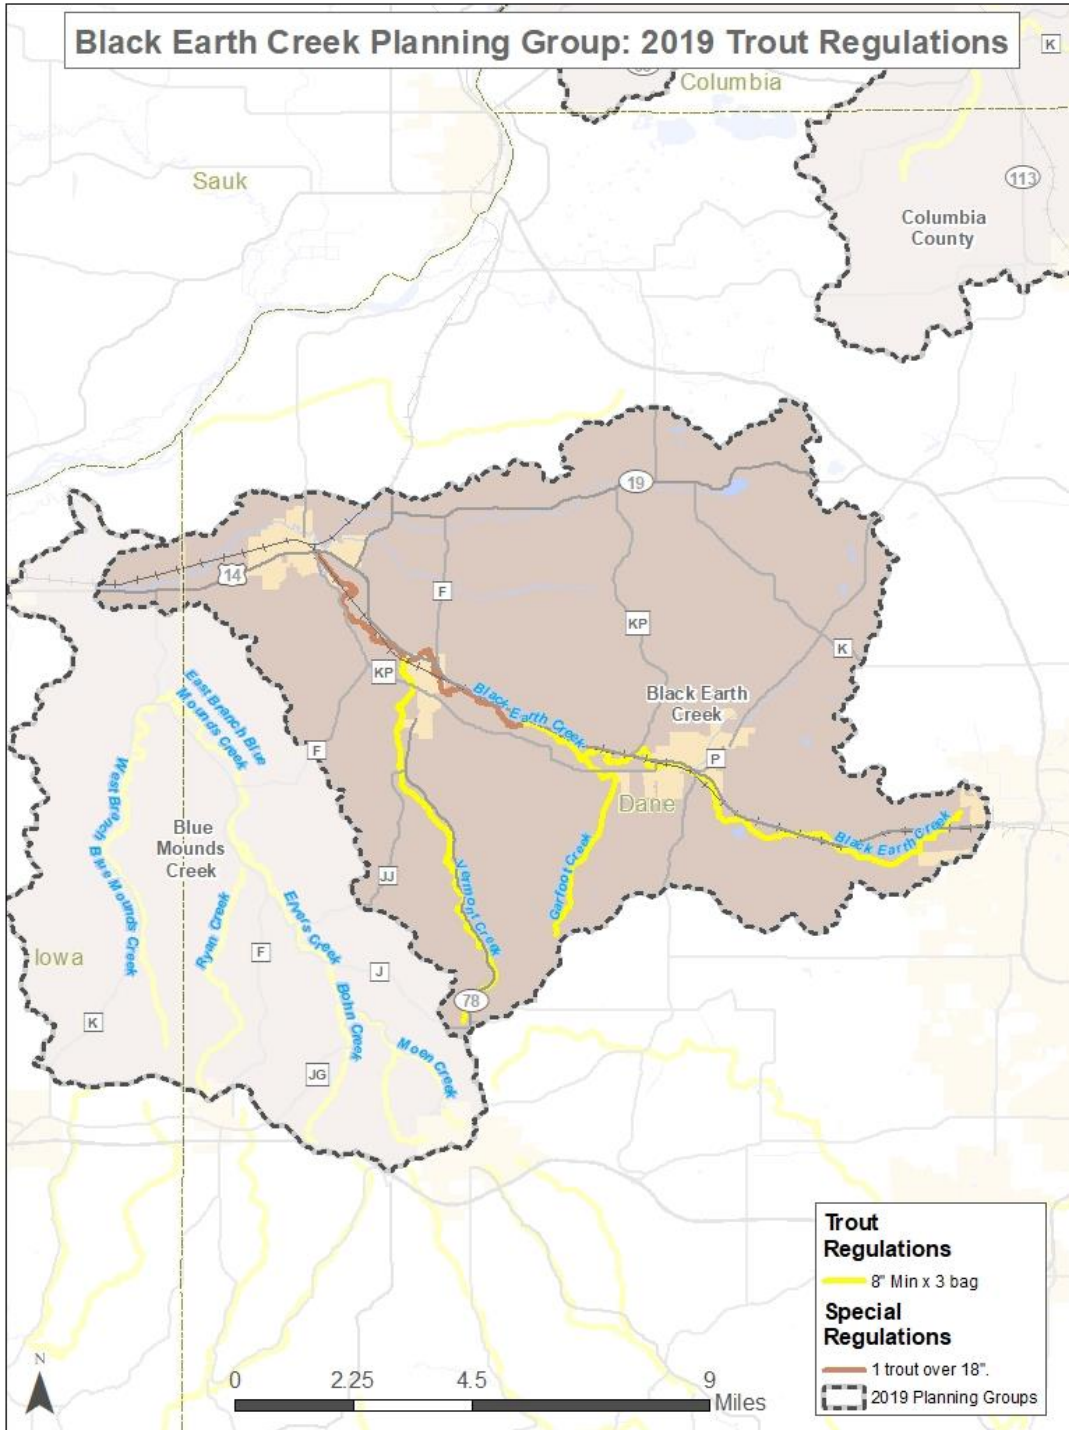 Black Earth Creek Planning Group: 2019 Trout Regulations
K
Columbia
Sauk
113
Columbia
County
19
14
F
KP
K
KP
Black Earth Creek
Black Earth
Creek
East Branch Blue
Mounds Creek
F
P
West Branch Blue Mounds Creek
Dane
Blue
Mounds
Creek
Black Earth Creek
JJ
Vermont Creek
Garfoot Creek
Ryan Creek
Elvers Creek
Iowa
F
J
78
K
Bohn Creek
Moen Creek
JG
Trout
Regulations
8" Min x 3 bag
Special
Regulations
1 trout over 18".
2019 Planning Groups
N
0 2.25 4.5 9
Miles